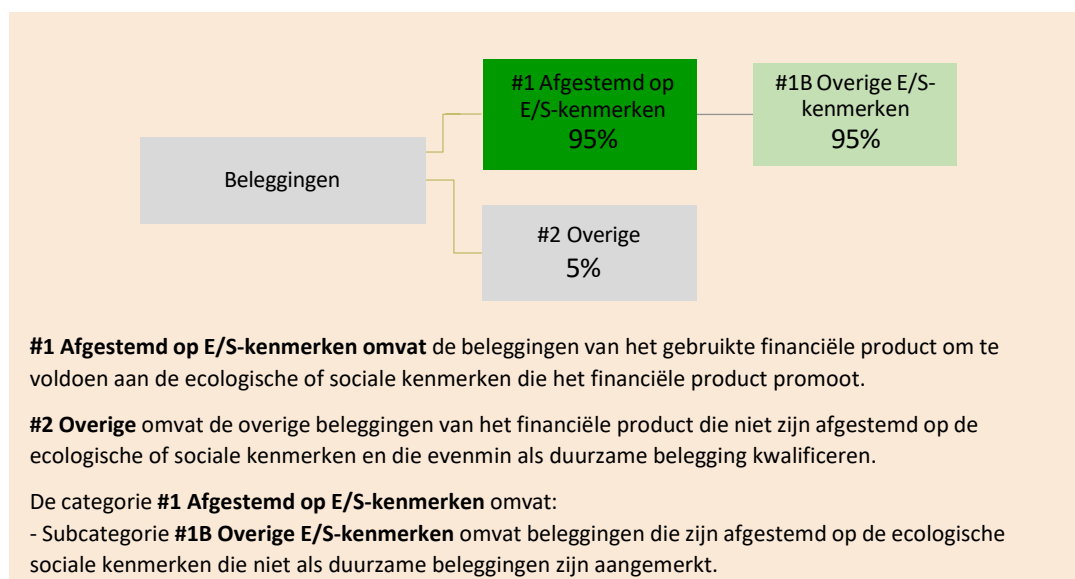 #1 Afgestemd op
E/S-kenmerken
95%
#1B Overige E/S-
kenmerken
95%
Beleggingen
#2 Overige
5%
#1 Afgestemd op E/S-kenmerken omvat de beleggingen van het gebruikte financiële product om te
voldoen aan de ecologische of sociale kenmerken die het financiële product promoot.
#2 Overige omvat de overige beleggingen van het financiële product die niet zijn afgestemd op de
ecologische of sociale kenmerken en die evenmin als duurzame belegging kwalificeren.
De categorie #1 Afgestemd op E/S-kenmerken omvat:
- Subcategorie #1B Overige E/S-kenmerken omvat beleggingen die zijn afgestemd op de ecologische
sociale kenmerken die niet als duurzame beleggingen zijn aangemerkt.